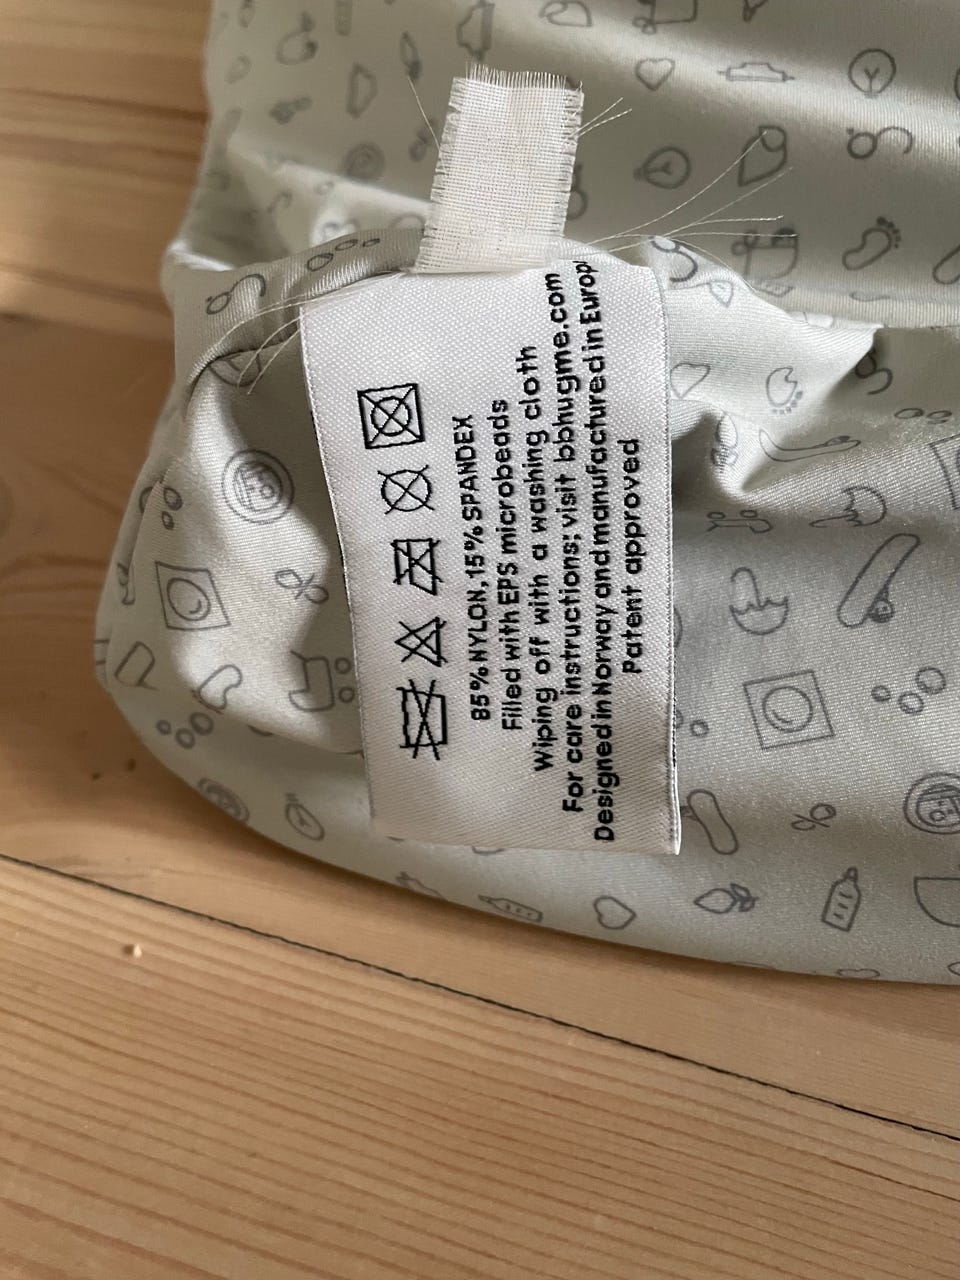 85% NYLON, 15% SPANDEX
Filled with EPS microbeads
Wiping off with a washing cloth
For care instructions; visit bbhugme.com
Designed in Norway and manufactured in Europ
Patent approved